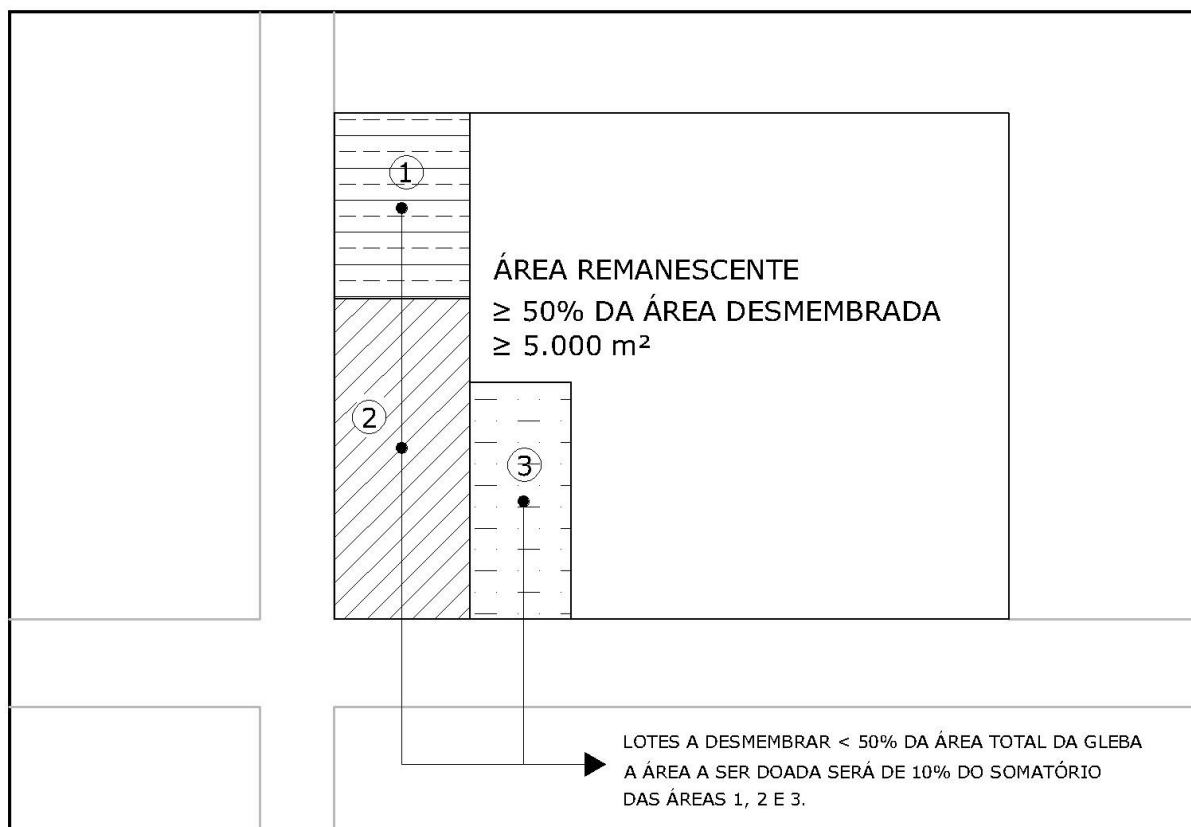 1
ÁREA REMANESCENTE
≥ 50% DA ÁREA DESMEMBRADA
≥ 5.000 m²
2
3
LOTES A DESMEMBRAR < 50% DA ÁREA TOTAL DA GLEBA
A ÁREA A SER DOADA SERÁ DE 10% DO SOMATÓRIO
DAS ÁREAS 1, 2 E 3.